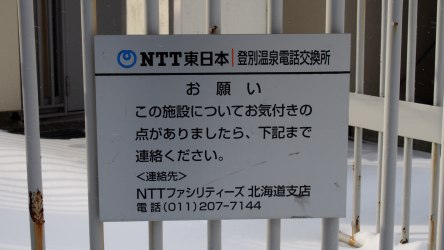 NTT東日本｜登別温泉電話交換所
お願い
この施設についてお気付きの
点がありましたら、下記まで
連絡ください。
<連絡先>
NTTファシリティーズ 北海道支店
電話(011)207-7144